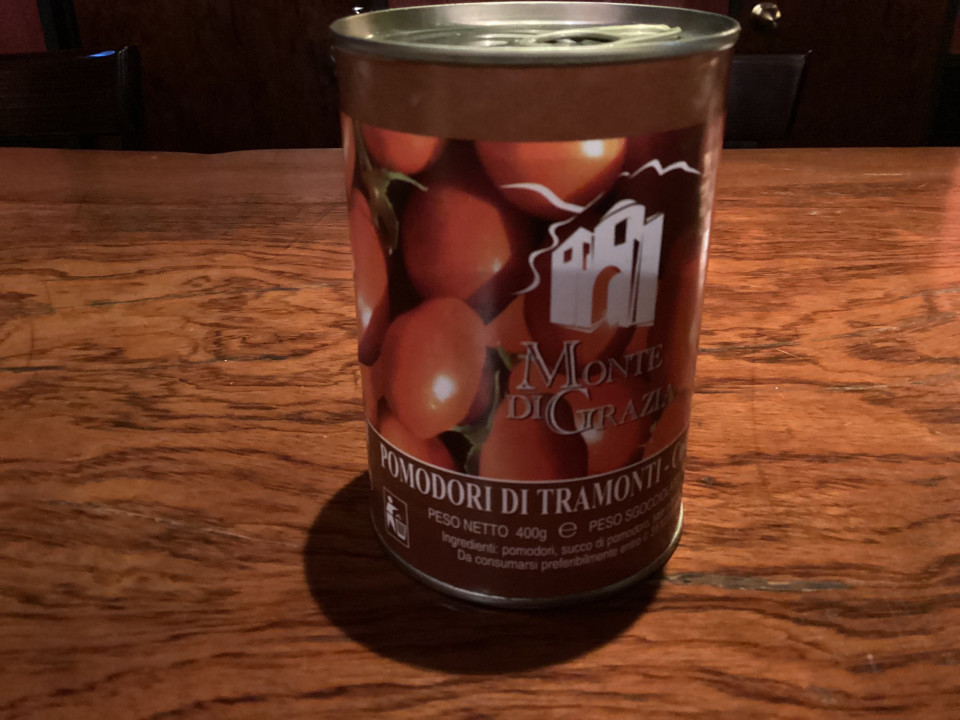 MONTE
DI GRAZIA
POMODORI DI TRAMONTI -
PESO NETTO 400g ℮ PESO
Ingredienti: pomodori, succo di pomodoro,
Da consumarsi preferibilmente entro